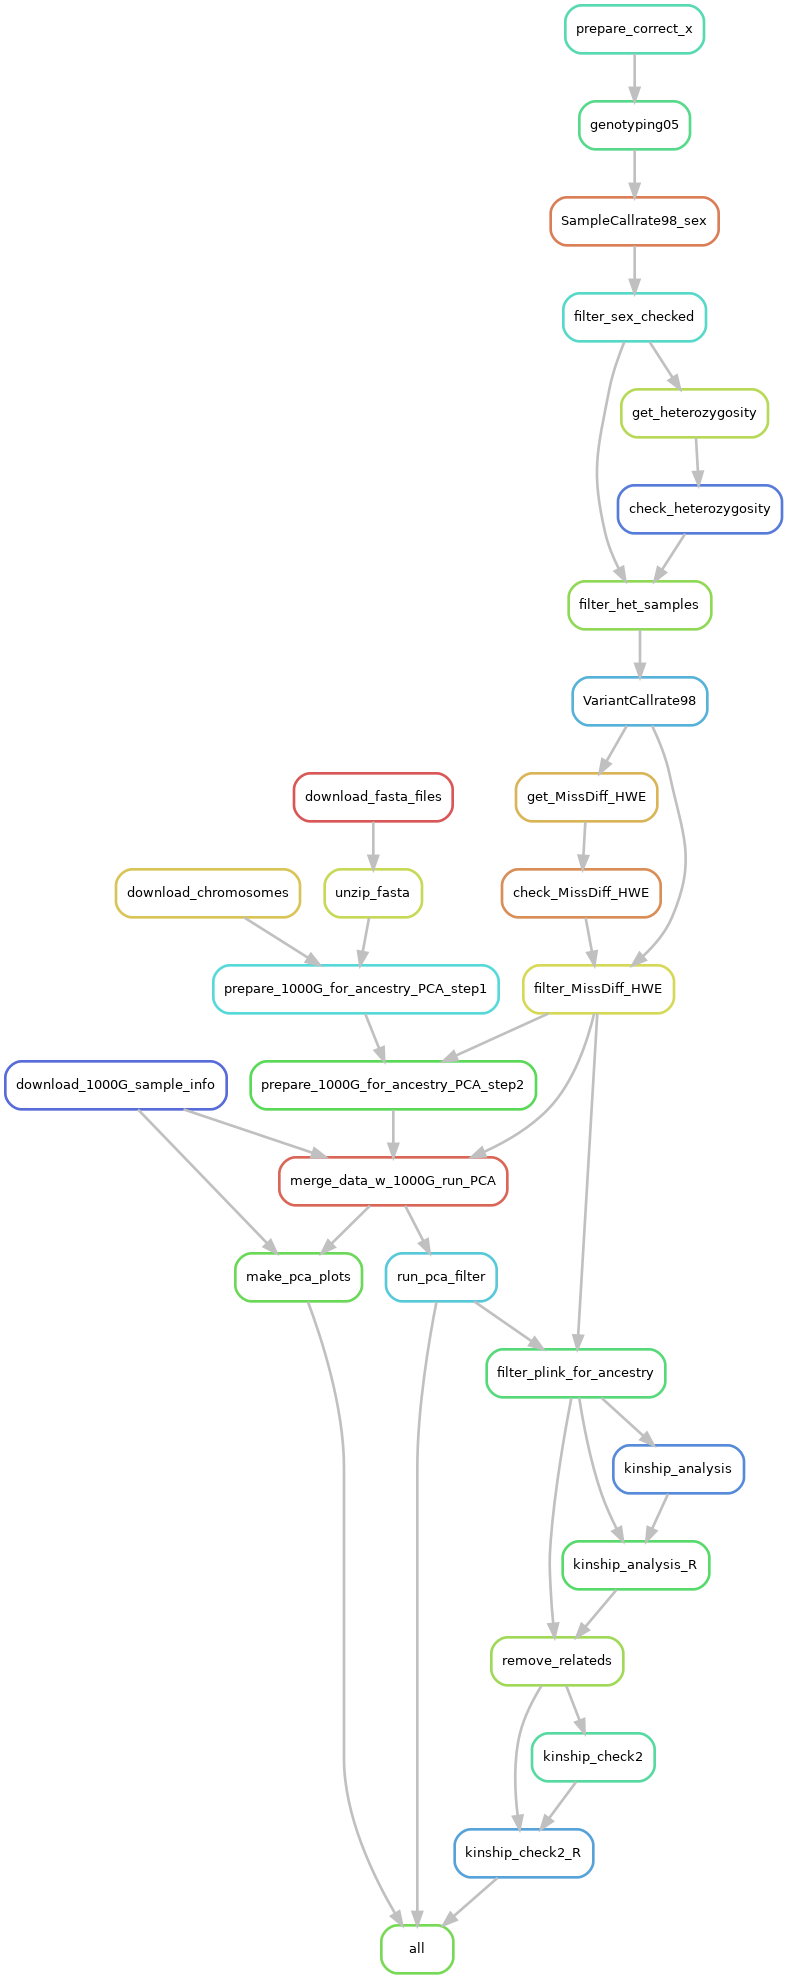 prepare_correct_x
genotyping05
SampleCallrate98_sex
filter_sex_checked
get_heterozygosity
check_heterozygosity
filter_het_samples
VariantCallrate98
download_fasta_files
get_MissDiff_HWE
download_chromosomes
unzip_fasta
check_MissDiff_HWE
prepare_1000G_for_ancestry_PCA_step1
filter_MissDiff_HWE
download_1000G_sample_info
prepare_1000G_for_ancestry_PCA_step2
merge_data_w_1000G_run_PCA
make_pca_plots
run_pca_filter
filter_plink_for_ancestry
kinship_analysis
kinship_analysis_R
remove_relateds
kinship_check2
kinship_check2_R
all